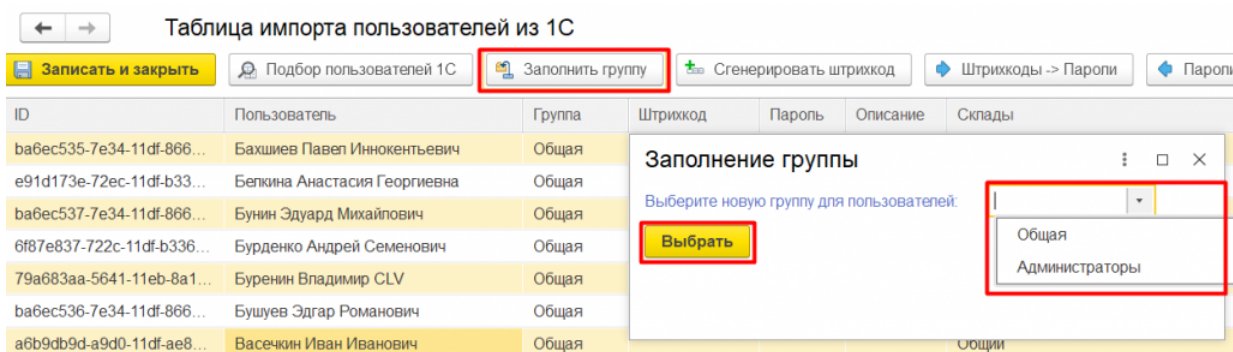 Таблица импорта пользователей из 1С
Записать и закрыть Подбор пользователей 1С Заполнить группу Сгенерировать штрихкод Штрихкоды -> Пароли Пароли
ID Пользователь Группа Штрихкод Пароль Описание Склады
ba6ec535-7e34-11df-866... Бахшиев Павел Иннокентьевич Общая
e91d173e-72ec-11df-b33... Белкина Анастасия Георгиевна Общая
ba6ec537-7e34-11df-866... Бунин Эдуард Михайлович Общая
6f87e837-722c-11df-b336... Бурденко Андрей Семенович Общая
79a683aa-5641-11eb-8a1... Буренин Владимир CLV Общая
ba6ec536-7e34-11df-866... Бушуев Эдгар Романович Общая
a6b9db9d-a9d0-11df-ae8... Васечкин Иван Иванович Общая Общий
Заполнение группы
Выберите новую группу для пользователей:
Выбрать
Общая
Администраторы